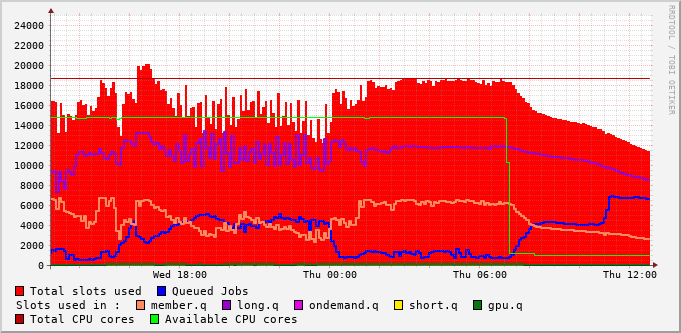 24000
22000
20000
18000
16000
14000
12000
10000
8000
6000
4000
2000
0
Wed 18:00 Thu 00:00 Thu 06:00 Thu 12:00
Total slots used Queued Jobs
Slots used in : member.q long.q ondemand.q short.q gpu.q
Total CPU cores Available CPU cores
RRDTOOL / TOBI OETIKER